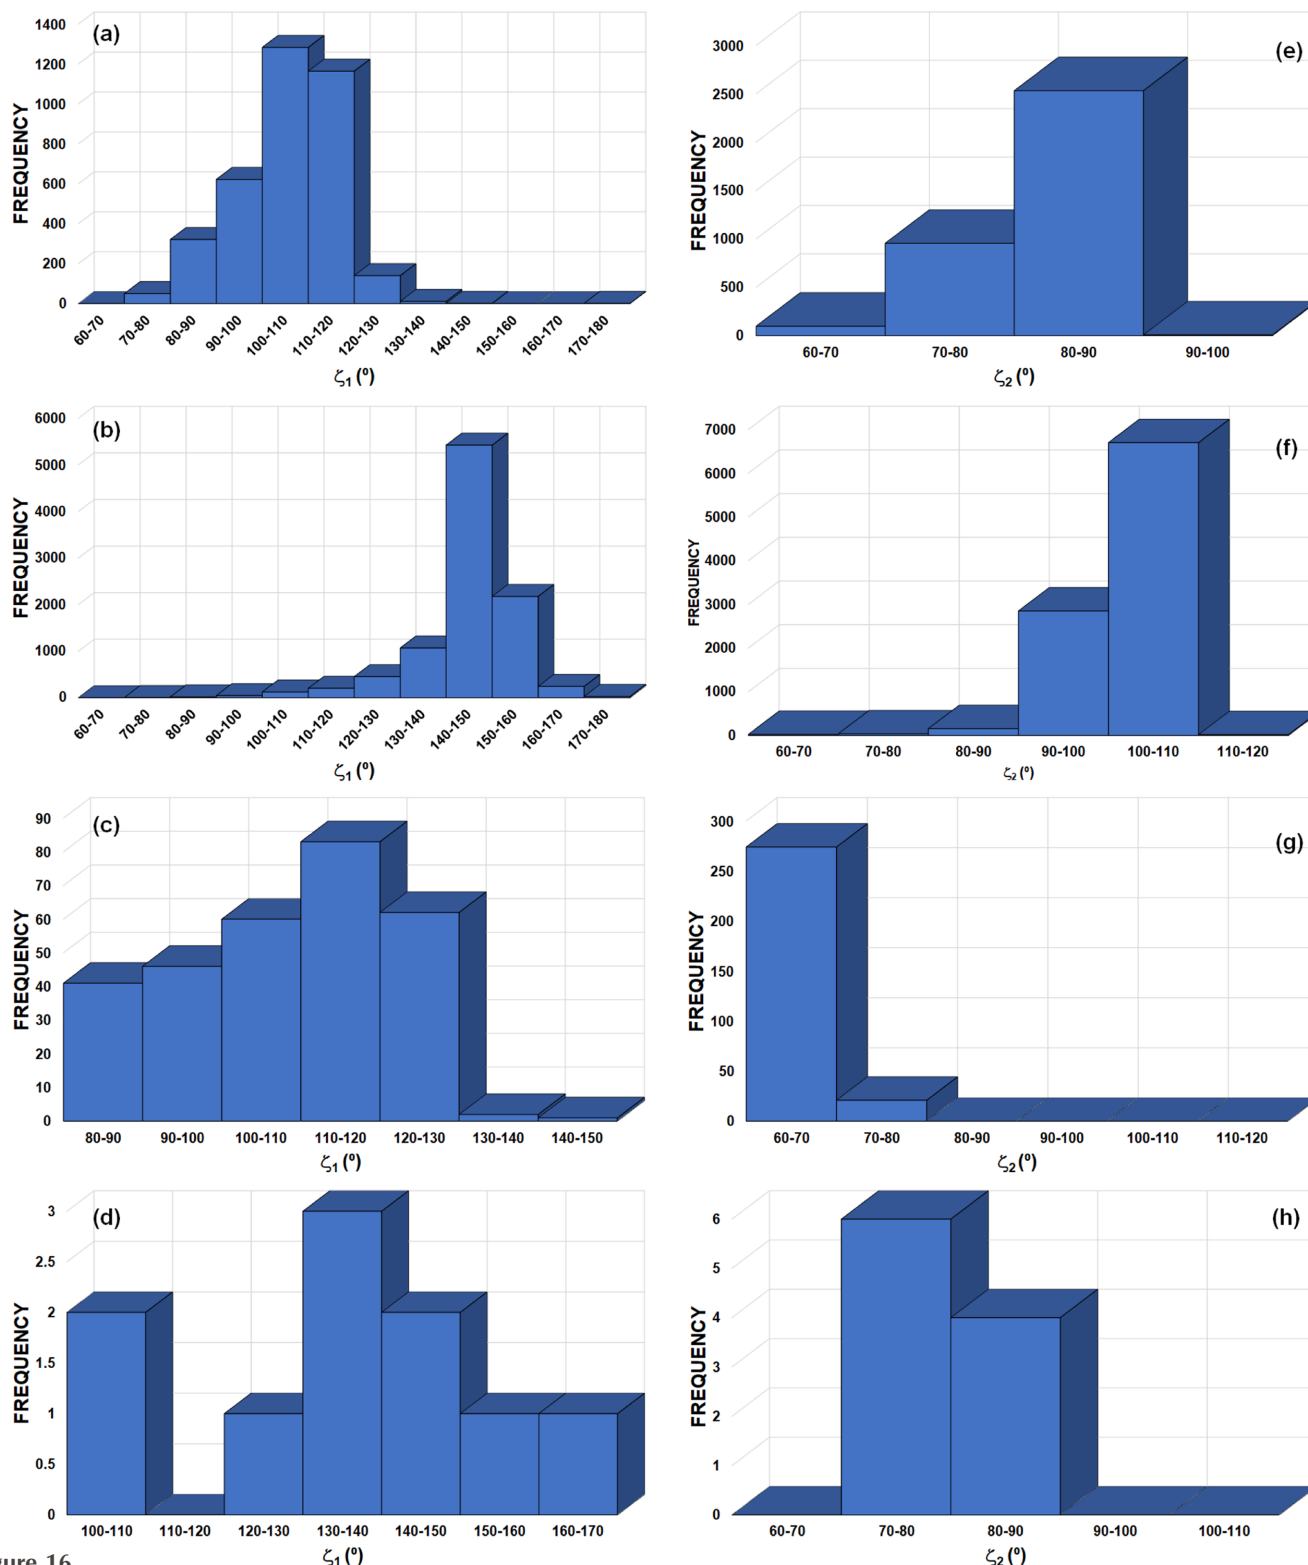 (a)
FREQUENCY
1400
1200
1000
800
600
400
200
0
60-70 70-80 80-90 90-100 100-110 110-120 120-130 130-140 140-150 150-160 160-170 170-180
ζ1 (º)
(e)
FREQUENCY
3000
2500
2000
1500
1000
500
0
60-70 70-80 80-90 90-100
ζ2 (º)
(b)
FREQUENCY
6000
5000
4000
3000
2000
1000
0
60-70 70-80 80-90 90-100 100-110 110-120 120-130 130-140 140-150 150-160 160-170 170-180
ζ1 (º)
(f)
FREQUENCY
7000
6000
5000
4000
3000
2000
1000
0
60-70 70-80 80-90 90-100 100-110 110-120
ζ2 (º)
(c)
FREQUENCY
90
80
70
60
50
40
30
20
10
0
80-90 90-100 100-110 110-120 120-130 130-140 140-150
ζ1 (º)
(g)
FREQUENCY
300
250
200
150
100
50
0
60-70 70-80 80-90 90-100 100-110 110-120
ζ2 (º)
(d)
FREQUENCY
3
2.5
2
1.5
1
0.5
0
100-110 110-120 120-130 130-140 140-150 150-160 160-170
ζ1 (º)
(h)
FREQUENCY
6
5
4
3
2
1
0
60-70 70-80 80-90 90-100 100-110
ζ2 (º)
gure 16